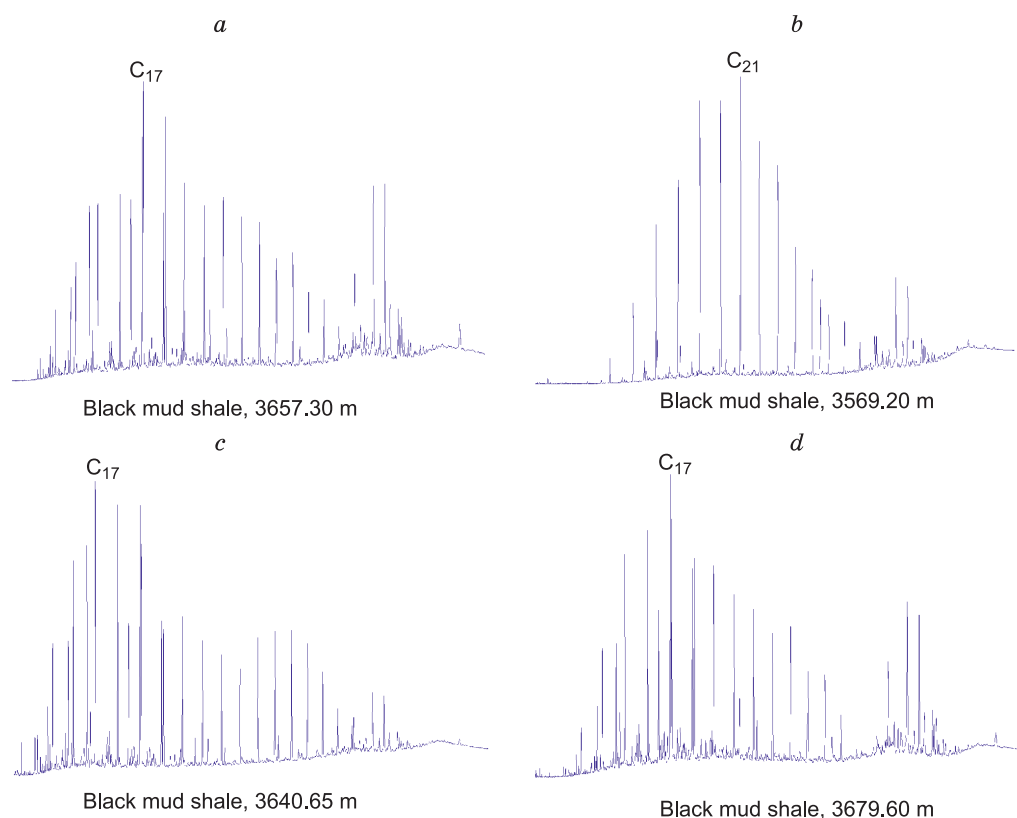 a
b
C17
C21
Black mud shale, 3657.30 m
Black mud shale, 3569.20 m
c
d
C17
C17
Black mud shale, 3640.65 m
Black mud shale, 3679.60 m